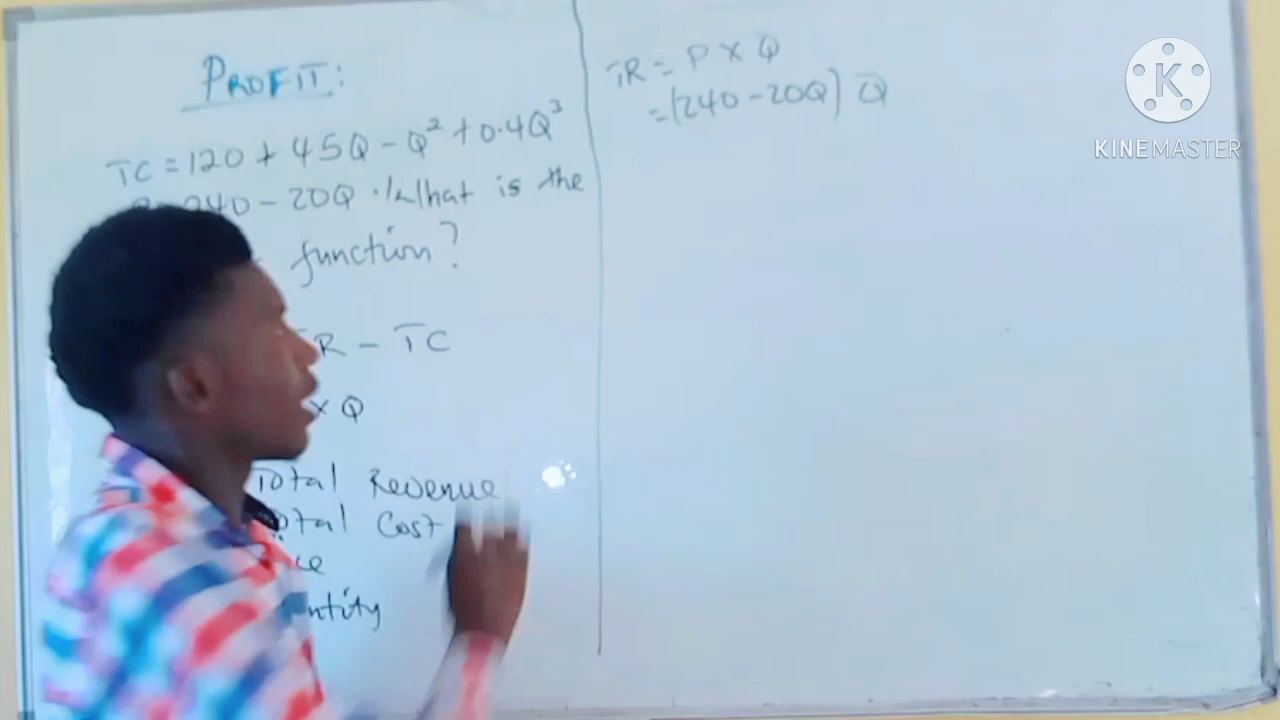 PROFIT:
TC = 120 + 45Q - Q² + 0.4Q³
240 - 20Q. What is the
function?
R - TC
x Q
Total Revenue
otal Cost
ce
ntity
TR = P x Q
= (240 - 20Q) Q
K
KINEMASTER